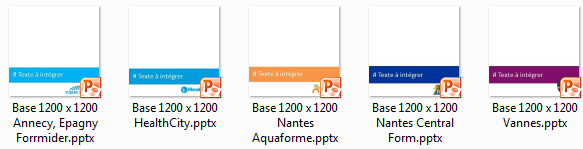 # Texte à intégrer
# Texte à intégrer
# Texte à intégrer
# Texte à intégrer
# Texte à intégrer
Base 1200 x 1200
Annecy, Epagny
Forrmider.pptx
Base 1200 x 1200
HealthCity.pptx
Base 1200 x 1200
Nantes
Aquaforme.pptx
Base 1200 x 1200
Nantes Central
Form.pptx
Base 1200 x 1200
Vannes.pptx